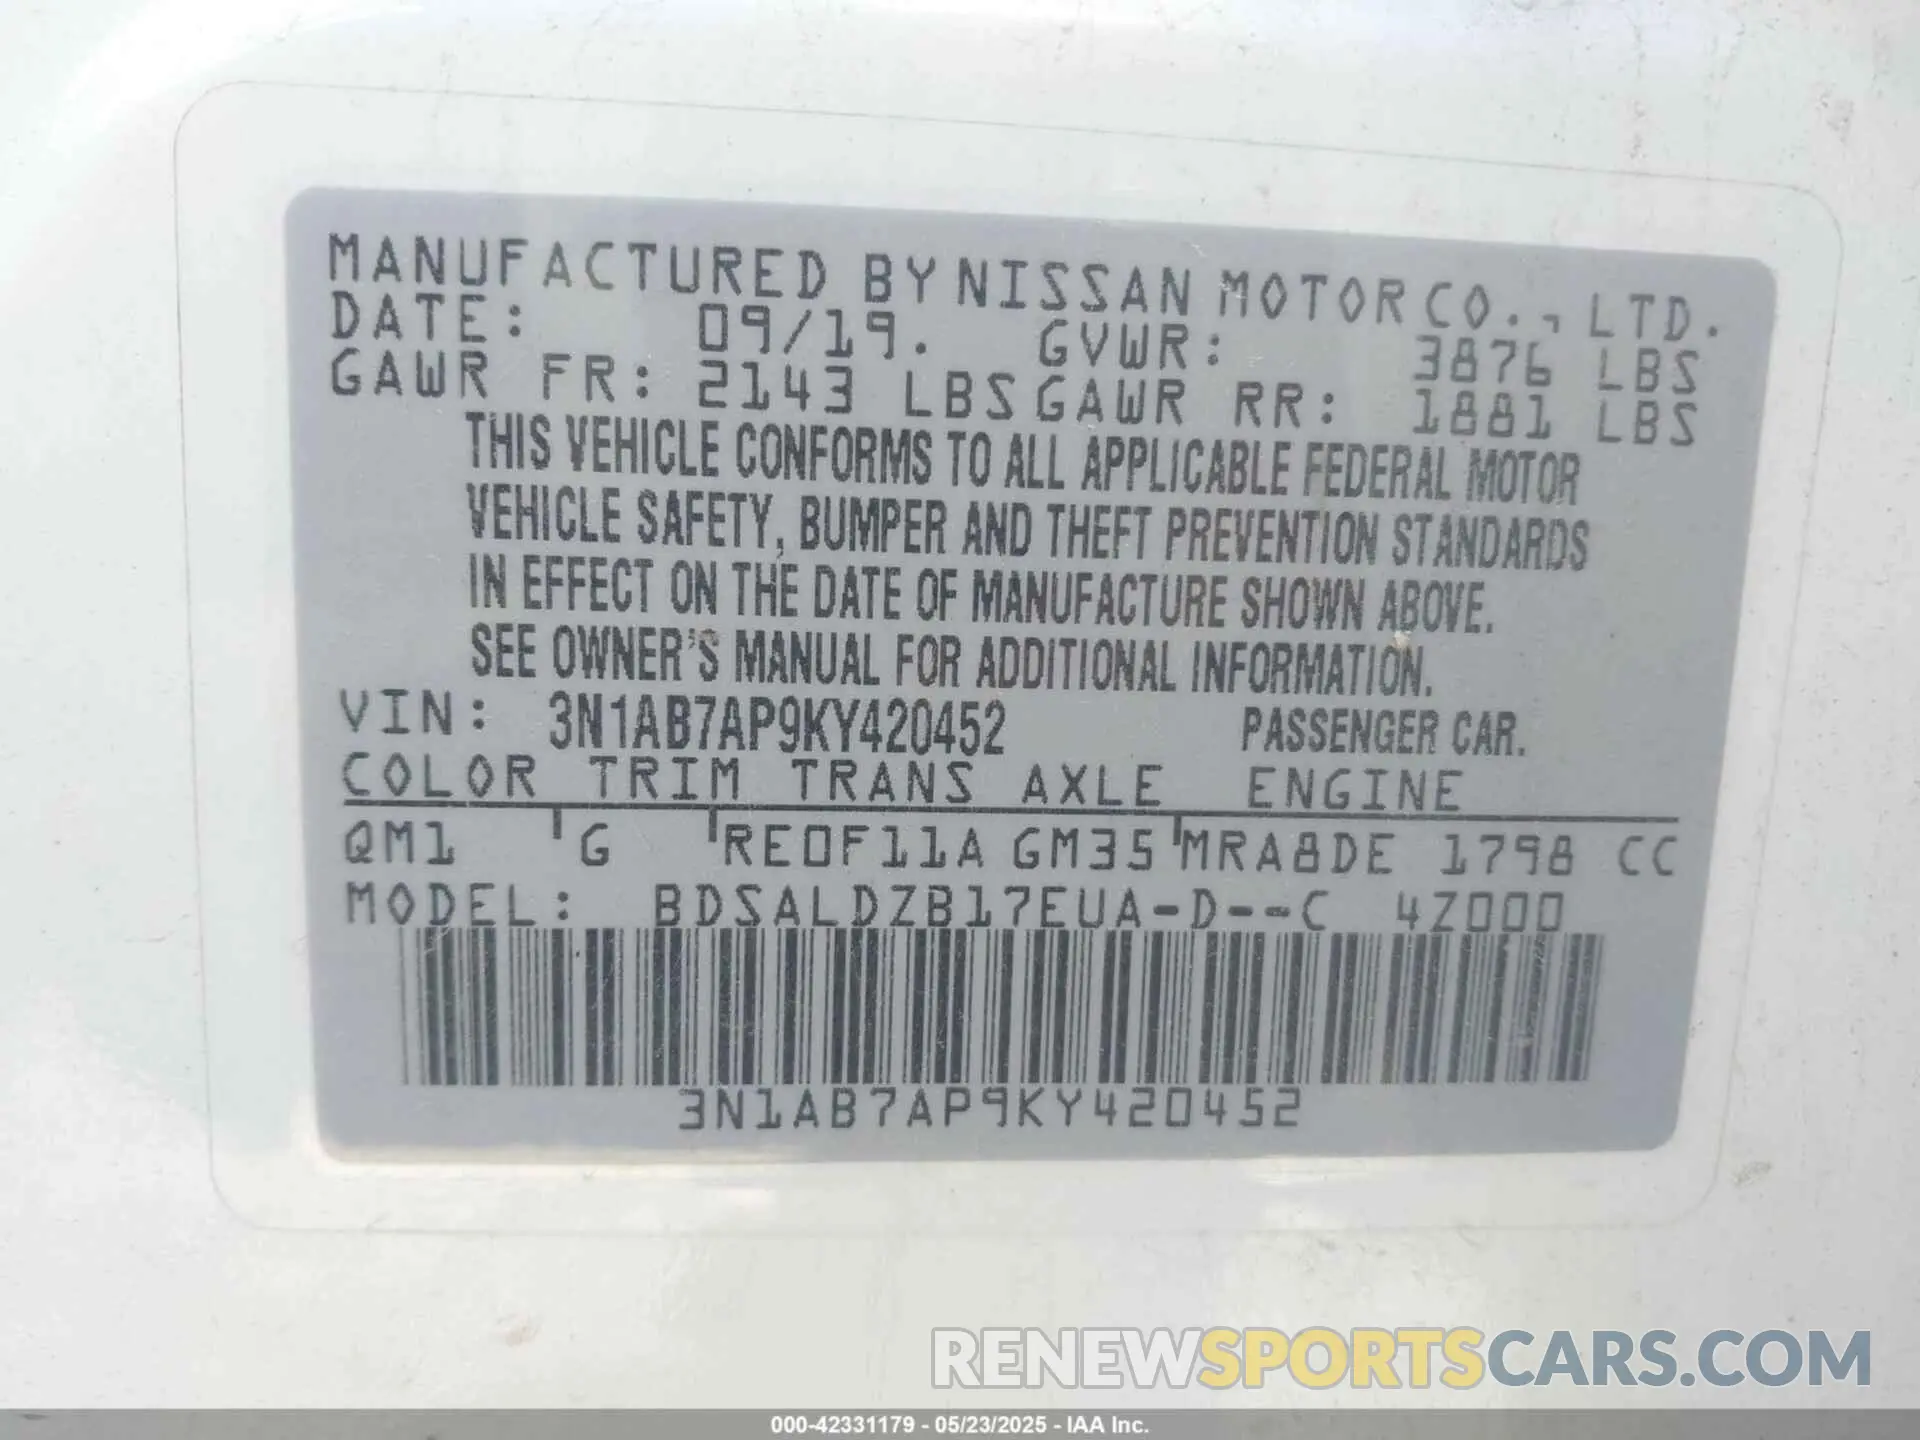 MANUFACTURED BY NISSAN MOTOR CO., LTD.
DATE: 09/19. GVWR: 3876 LBS
GAWR FR: 2143 LBS GAWR RR: 1881 LBS
THIS VEHICLE CONFORMS TO ALL APPLICABLE FEDERAL MOTOR
VEHICLE SAFETY, BUMPER AND THEFT PREVENTION STANDARDS
IN EFFECT ON THE DATE OF MANUFACTURE SHOWN ABOVE.
SEE OWNER'S MANUAL FOR ADDITIONAL INFORMATION.
VIN: 3N1AB7AP9KY420452 PASSENGER CAR.
COLOR TRIM TRANS AXLE ENGINE
QM1 G RE0F11A GM35 MRA8DE 1798 CC
MODEL: BDSALDZB17EUA-D--C 4Z000
3N1AB7AP9KY420452
RENEWSPORTSCARS.COM
000-42331179 - 05/23/2025 - IAA Inc.